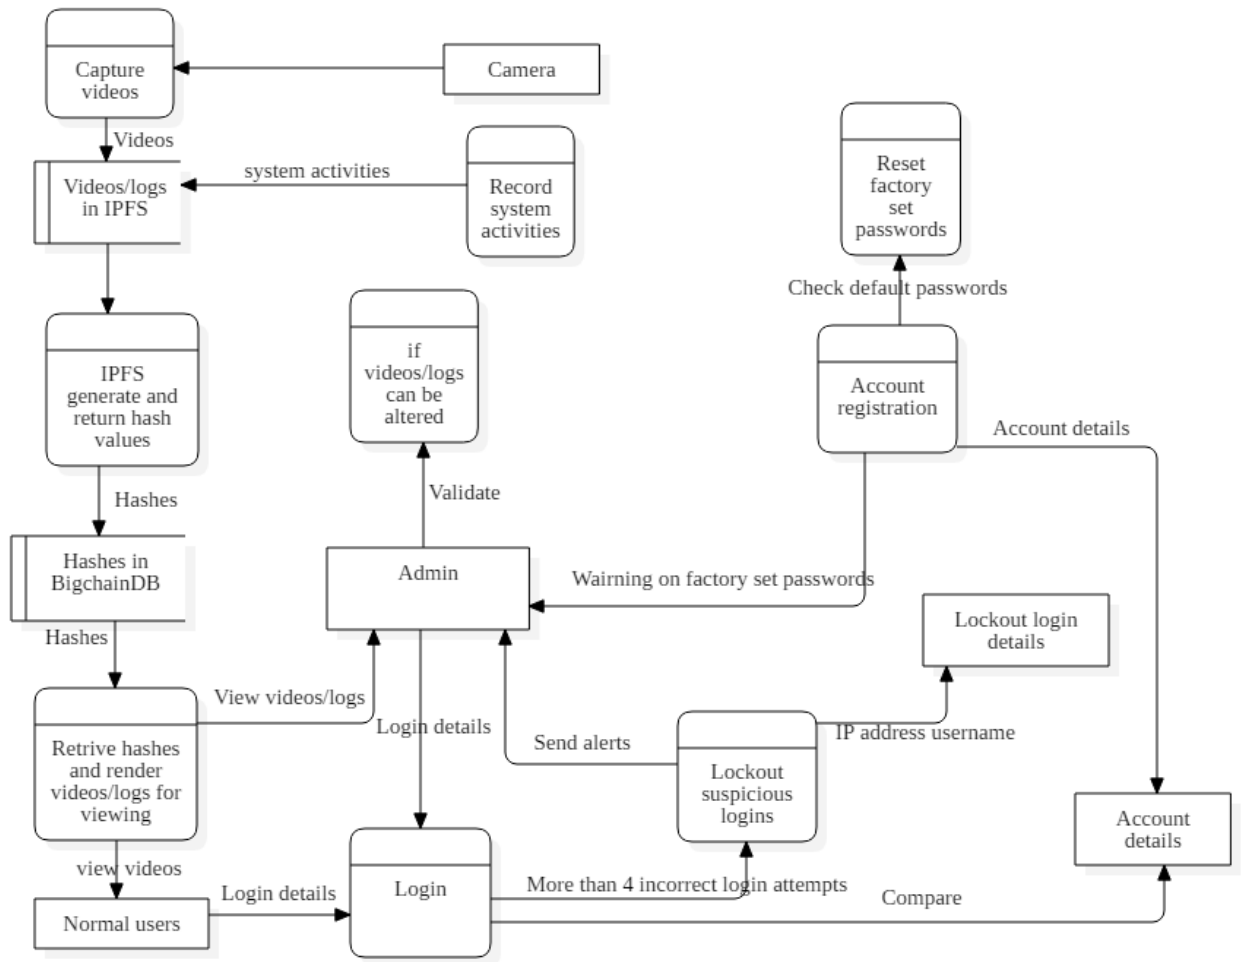 Capture
videos
Camera
Videos
Videos/logs
in IPFS
system activities
Record
system
activities
Reset
factory
set
passwords
Check default passwords
IPFS
generate and
return hash
values
if
videos/logs
can be
altered
Account
registration
Account details
Hashes
Validate
Hashes in
BigchainDB
Admin
Wairning on factory set passwords
Hashes
Lockout login
details
View videos/logs
Login details
Send alerts
IP address username
Retrive hashes
and render
videos/logs for
viewing
Lockout
suspicious
logins
Account
details
view videos
Login details
Login
More than 4 incorrect login attempts
Compare
Normal users